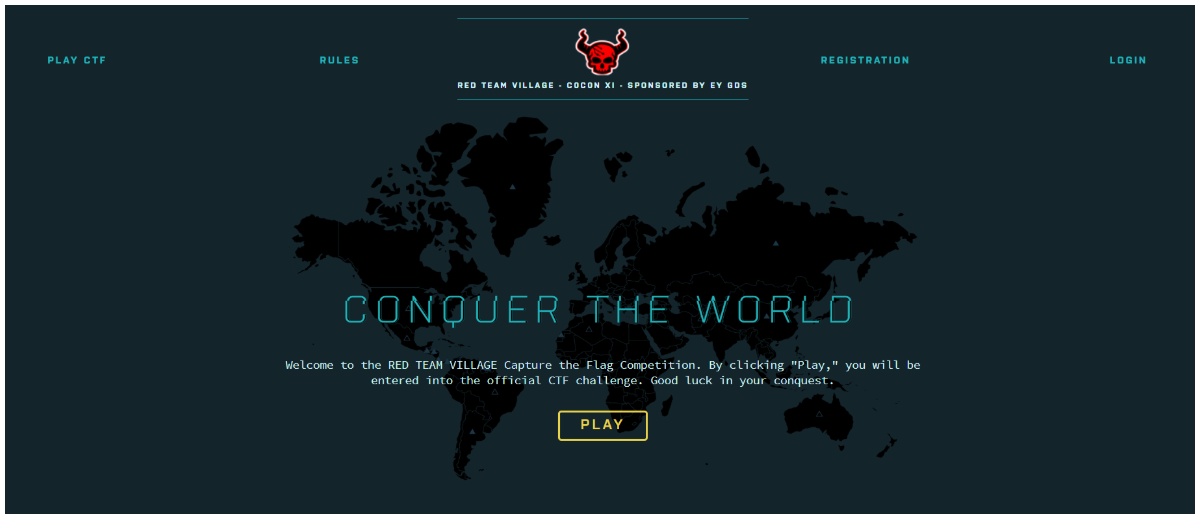 PLAY CTF
RULES
RED TEAM VILLAGE - COCON XI - SPONSORED BY EY GDS
REGISTRATION
LOGIN
CONQUER THE WORLD
Welcome to the RED TEAM VILLAGE Capture the Flag Competition. By clicking "Play," you will be
entered into the official CTF challenge. Good luck in your conquest.
PLAY